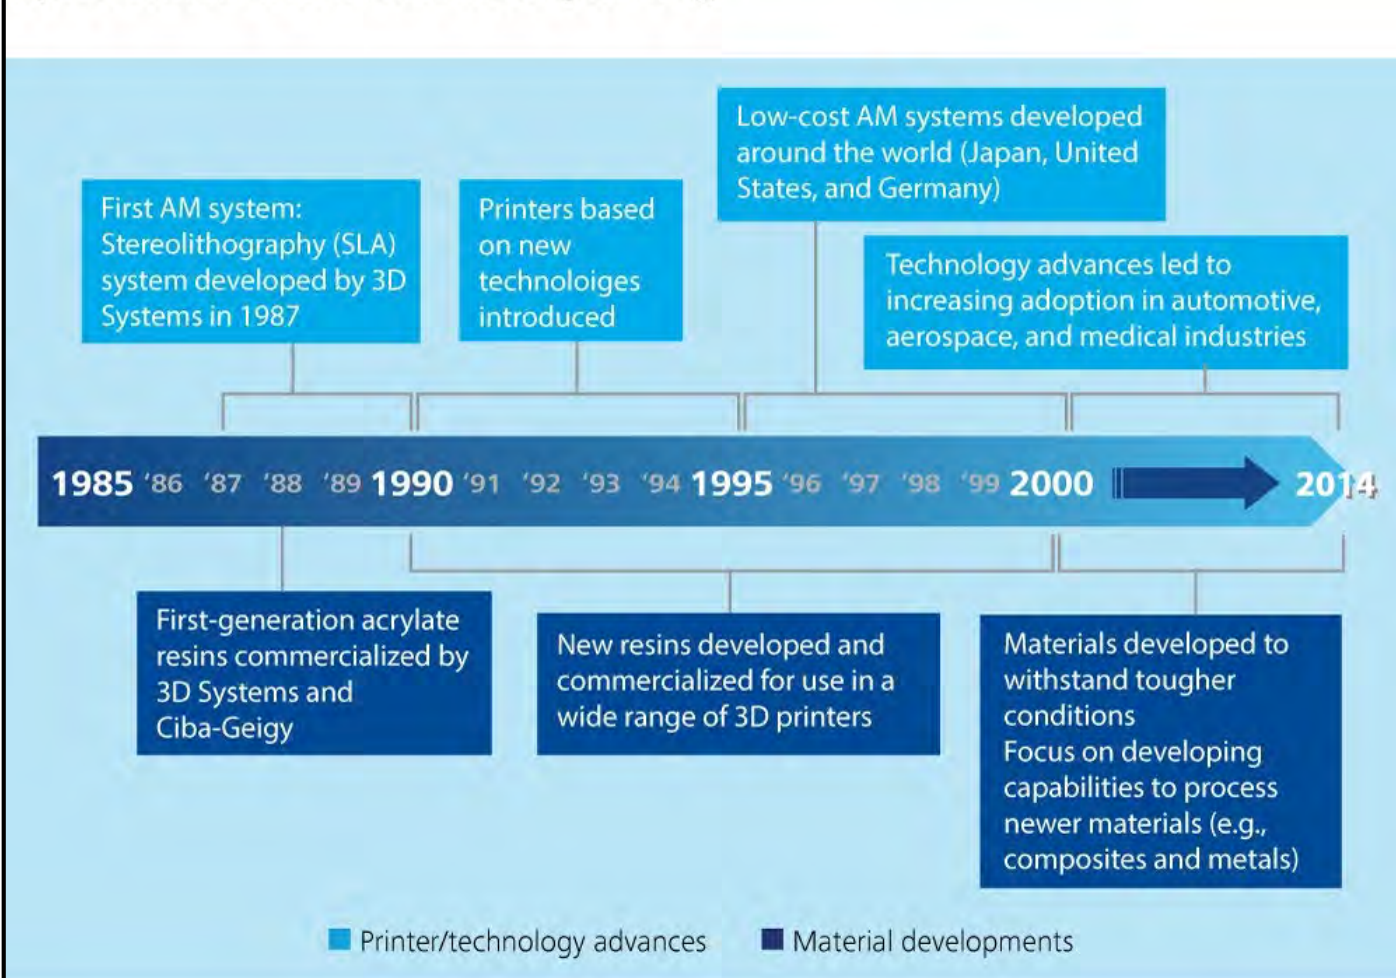 Low-cost AM systems developed
around the world (Japan, United
States, and Germany)
First AM system:
Stereolithography (SLA)
system developed by 3D
Systems in 1987
Printers based
on new
technoloiges
introduced
Technology advances led to
increasing adoption in automotive,
aerospace, and medical industries
1985 ‘86 ‘87 ‘88 ‘89 1990 ‘91 ‘92 ‘93 ‘94 1995 ‘96 ‘97 ‘98 ‘99 2000 2014
First-generation acrylate
resins commercialized by
3D Systems and
Ciba-Geigy
New resins developed and
commercialized for use in a
wide range of 3D printers
Materials developed to
withstand tougher
conditions
Focus on developing
capabilities to process
newer materials (e.g.,
composites and metals)
Printer/technology advances
Material developments